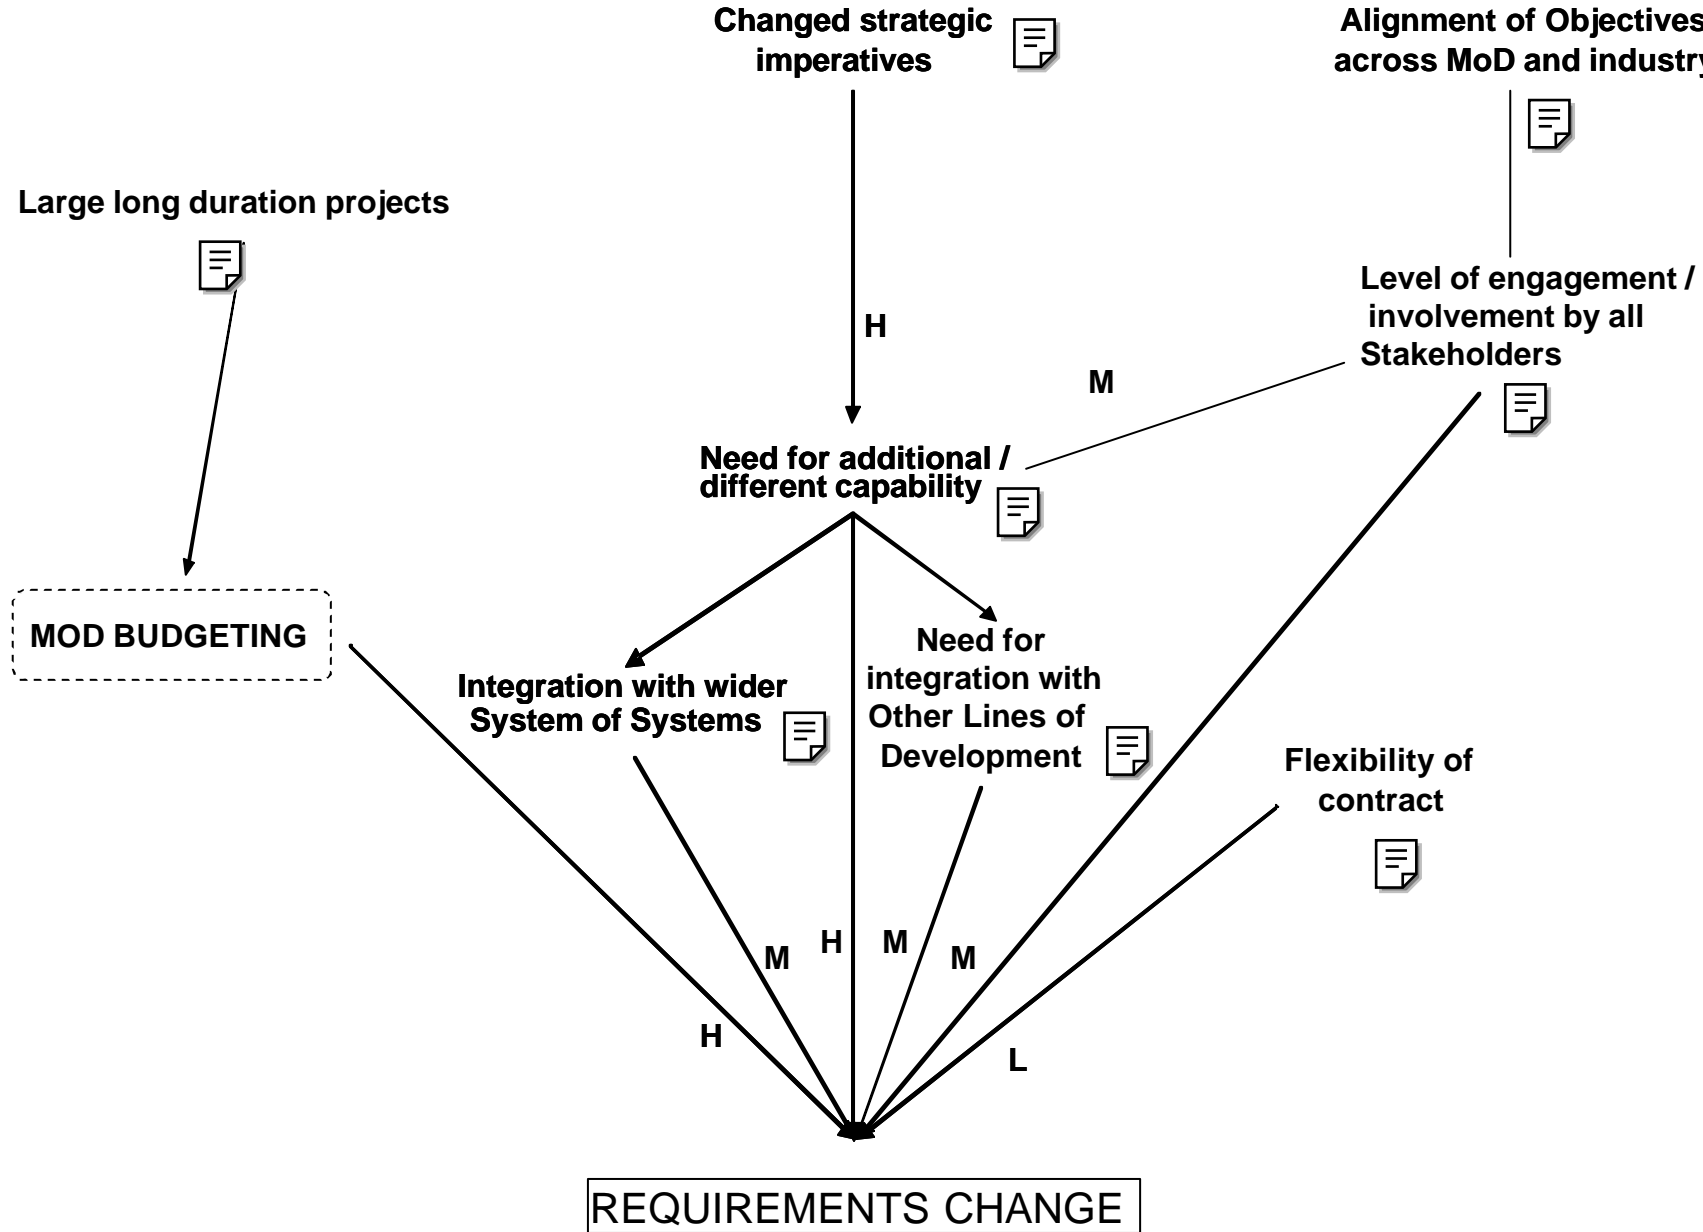 Changed strategic
imperatives
Alignment of Objectives
across MoD and industry
Large long duration projects
Level of engagement /
involvement by all
Stakeholders
H
M
Need for additional /
different capability
MOD BUDGETING
Need for
integration with
Other Lines of
Development
Integration with wider
System of Systems
Flexibility of
contract
M
H
M
M
H
L
REQUIREMENTS CHANGE